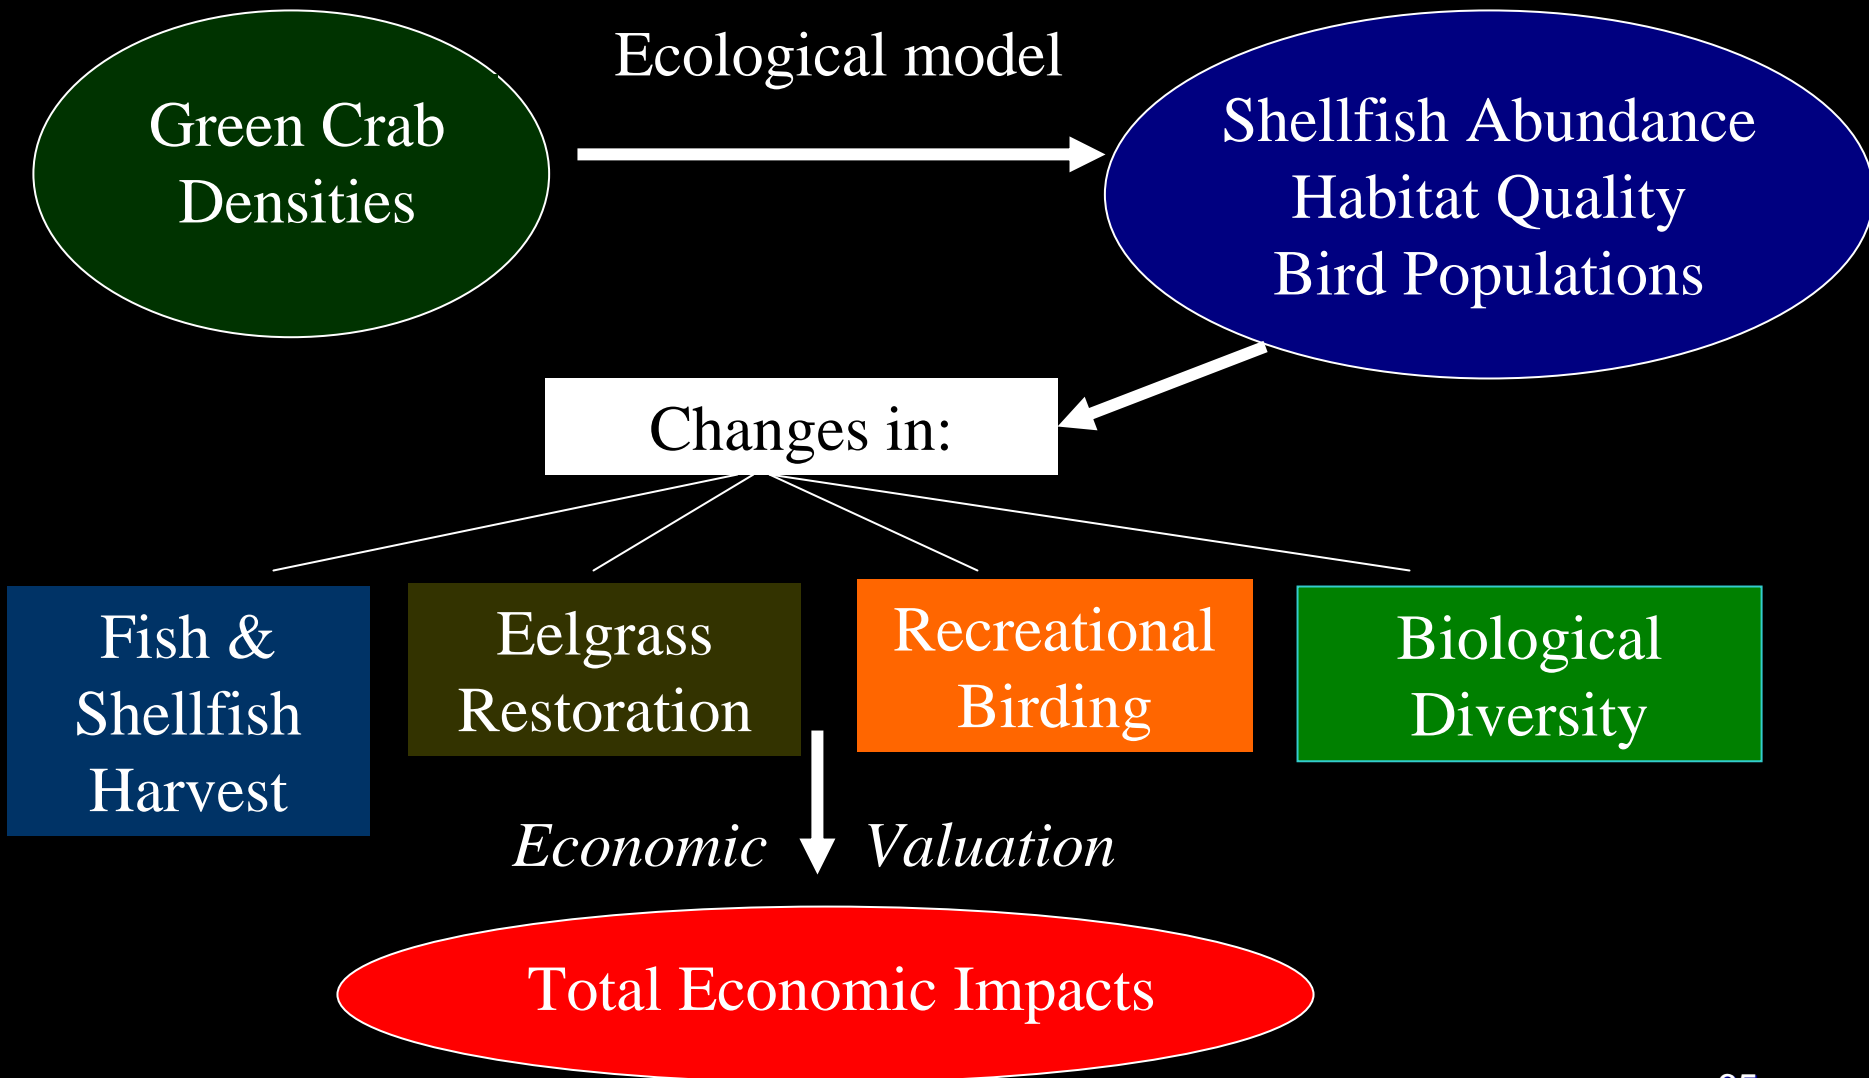 Ecological model
Green Crab
Densities
Shellfish Abundance
Habitat Quality
Bird Populations
Changes in:
Fish &
Shellfish
Harvest
Eelgrass
Restoration
Recreational
Birding
Biological
Diversity
Economic Valuation
Total Economic Impacts